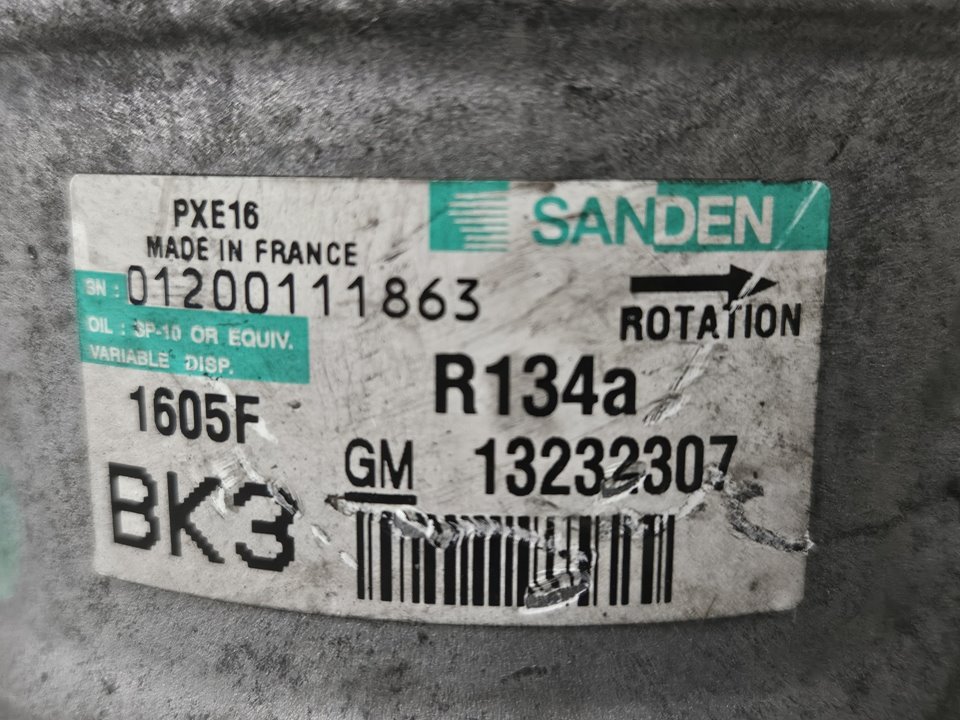 PXE16
MADE IN FRANCE
SANDEN
SN : 01200111863
ROTATION
OIL : SP-10 OR EQUIV.
VARIABLE DISP.
R134a
1605F
GM 13232307
BK3